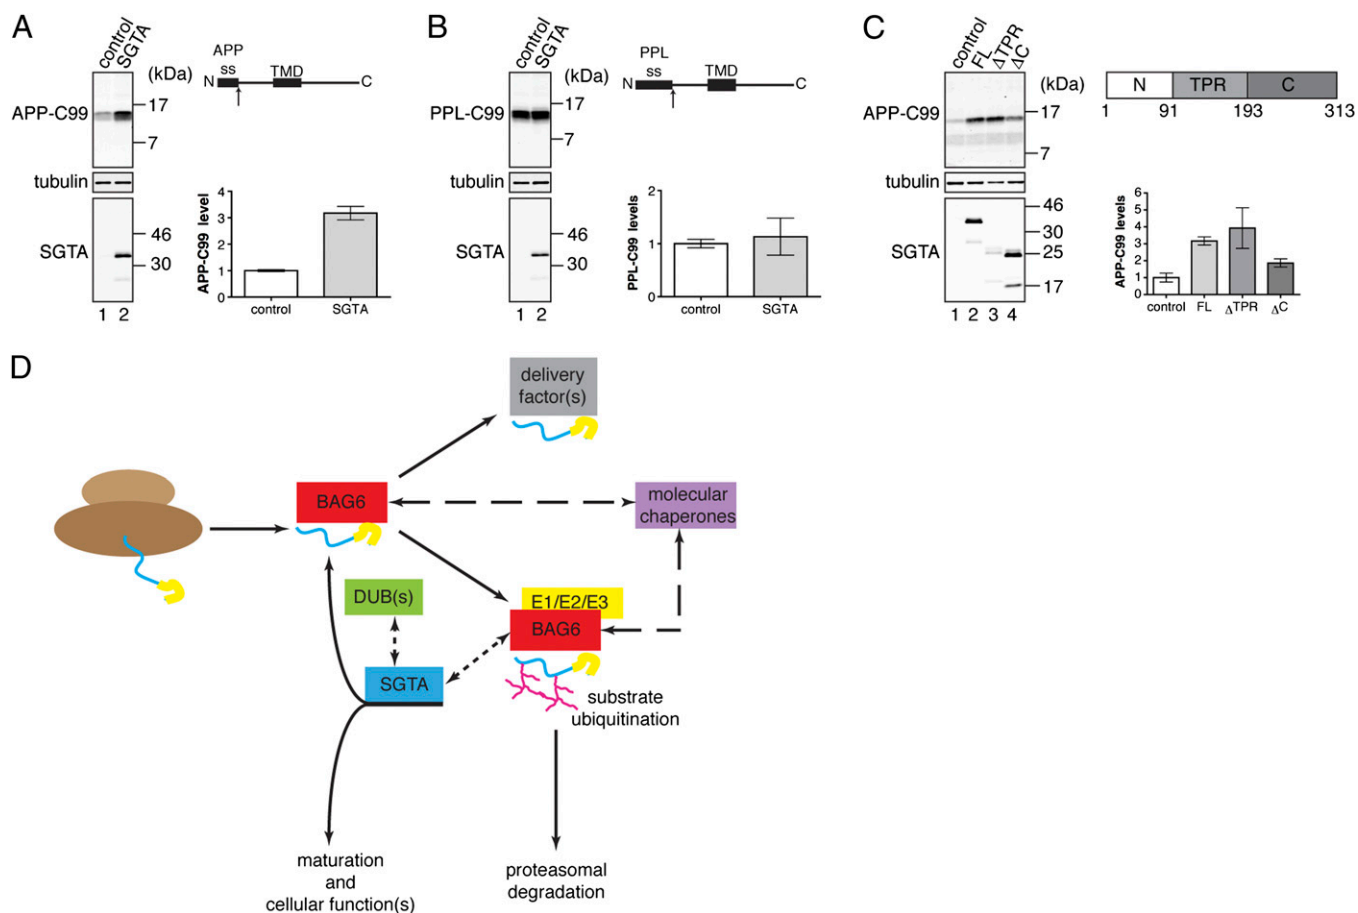 A
control
SGTA
(kDa)
APP-C99
17
7
tubulin
SGTA
46
30
1 2
APP
ss
N
TMD
C
APP-C99 level
4
3
2
1
0
control
SGTA
B
control
SGTA
(kDa)
PPL-C99
17
7
tubulin
SGTA
46
30
1 2
PPL
ss
N
TMD
C
PPL-C99 level
2
1
0
control
SGTA
C
control
FL
ΔTPR
ΔC
(kDa)
APP-C99
17
7
tubulin
SGTA
46
30
25
17
1 2 3 4
N TPR C
1 91 193 313
APP-C99 levels
6
5
4
3
2
1
0
control FL ΔTPR ΔC
D
delivery
factor(s)
BAG6
molecular
chaperones
DUB(s)
E1/E2/E3
BAG6
SGTA
substrate
ubiquitination
maturation
and
cellular function(s)
proteasomal
degradation